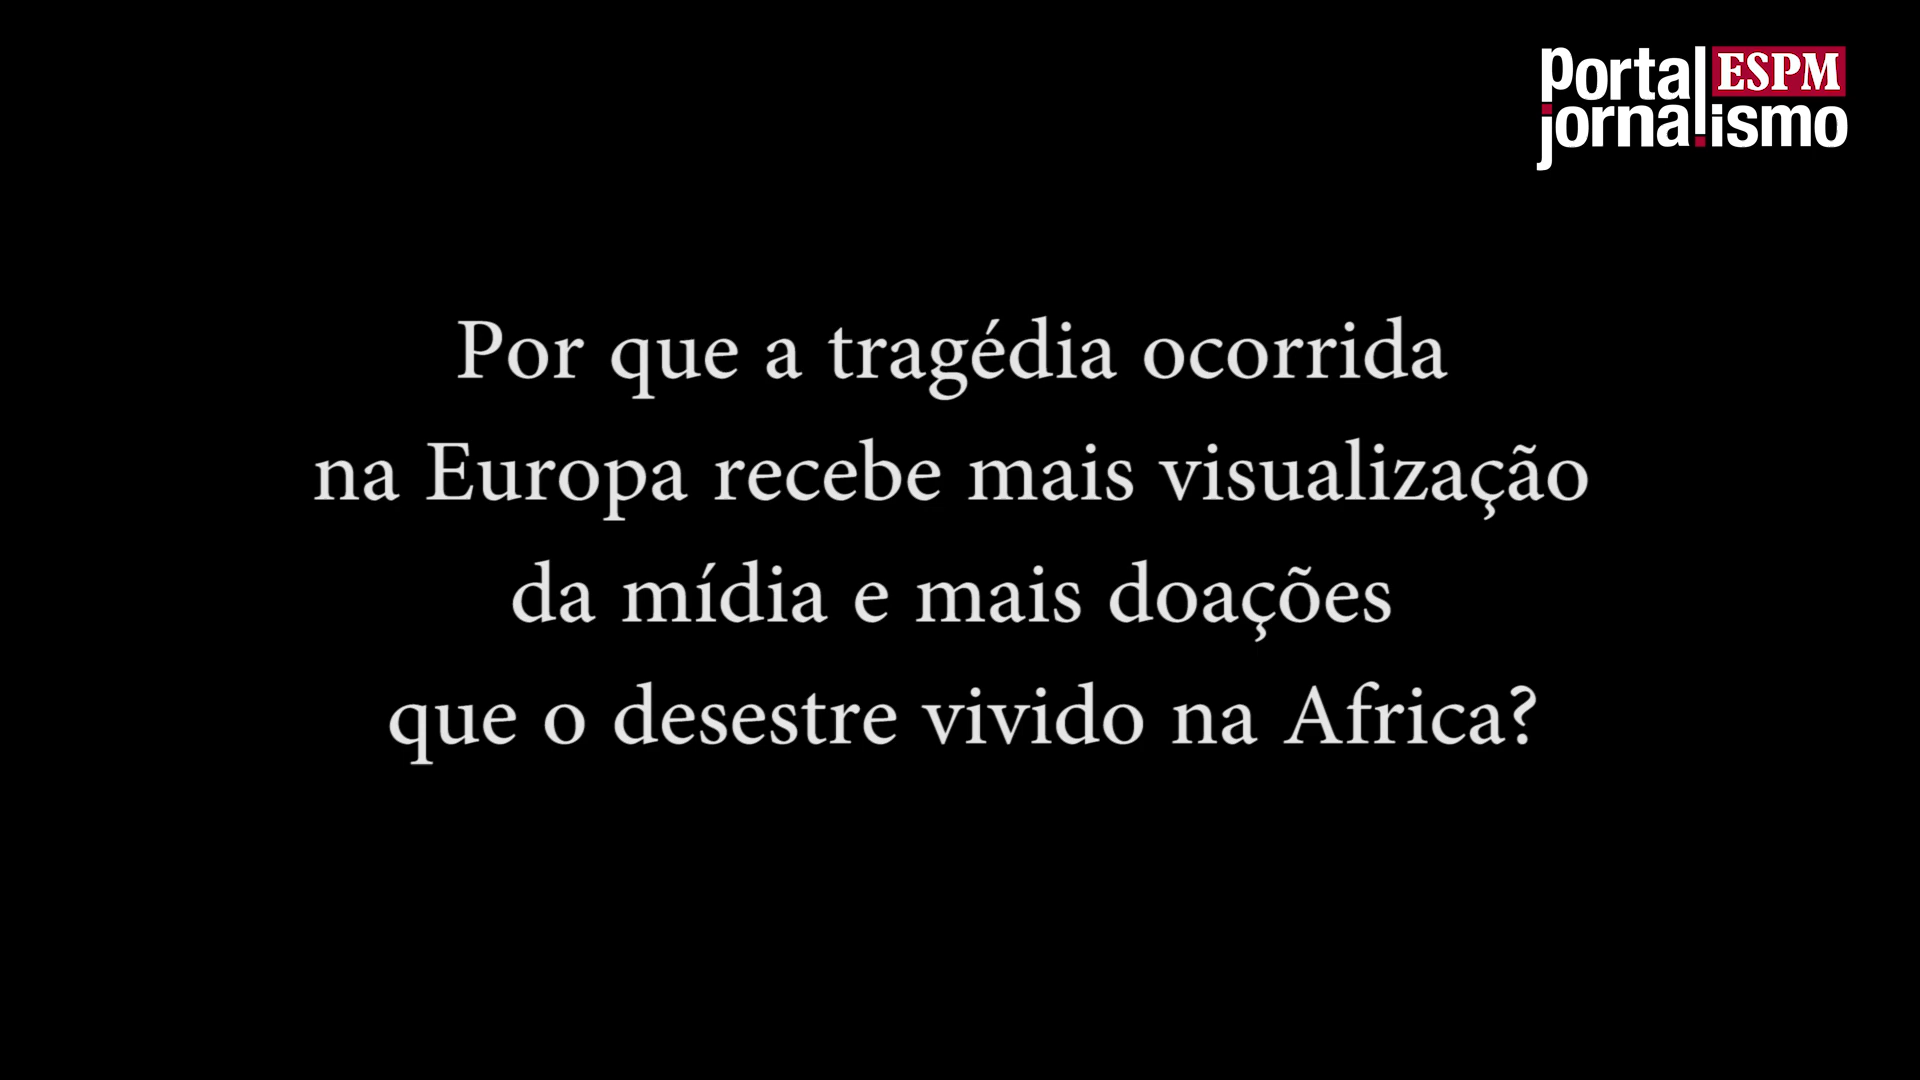 portal ESPM
jornalismo
Por que a tragédia ocorrida
na Europa recebe mais visualização
da mídia e mais doações
que o desestre vivido na Africa?